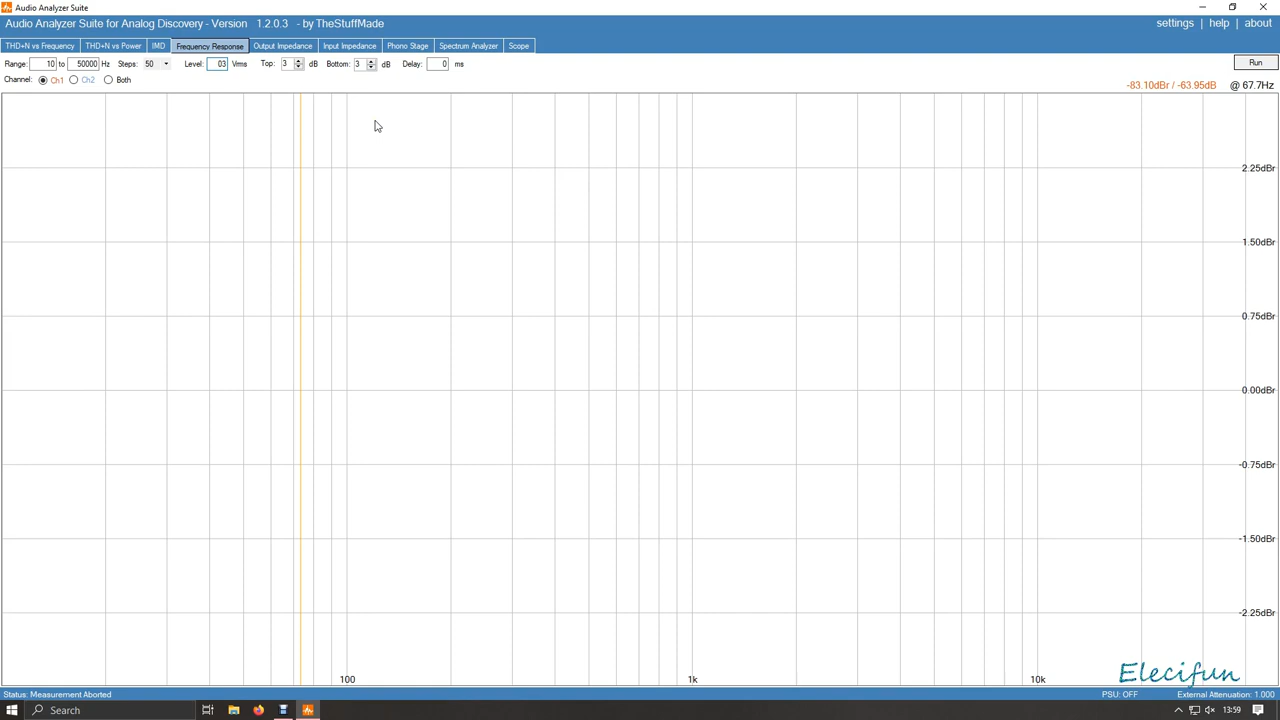 Audio Analyzer Suite
Audio Analyzer Suite for Analog Discovery - Version 1.2.0.3 - by TheStuffMade settings help about
THD+N vs Frequency THD+N vs Power IMD Frequency Response Output Impedance Input Impedance Phono Stage Spectrum Analyzer Scope
Range: 10 to 50000 Hz Steps: 50 Level: 03 Vrms Top: 3 dB Bottom: 3 dB Delay: 0 ms Run
Channel: Ch1 Ch2 Both
-83.10dBr / -63.95dB @ 67.7Hz
2.25dBr
1.50dBr
0.75dBr
0.00dBr
-0.75dBr
-1.50dBr
-2.25dBr
100 1k 10k
Elecifun
Status: Measurement Aborted PSU: OFF External Attenuation: 1.000
Search 13:59